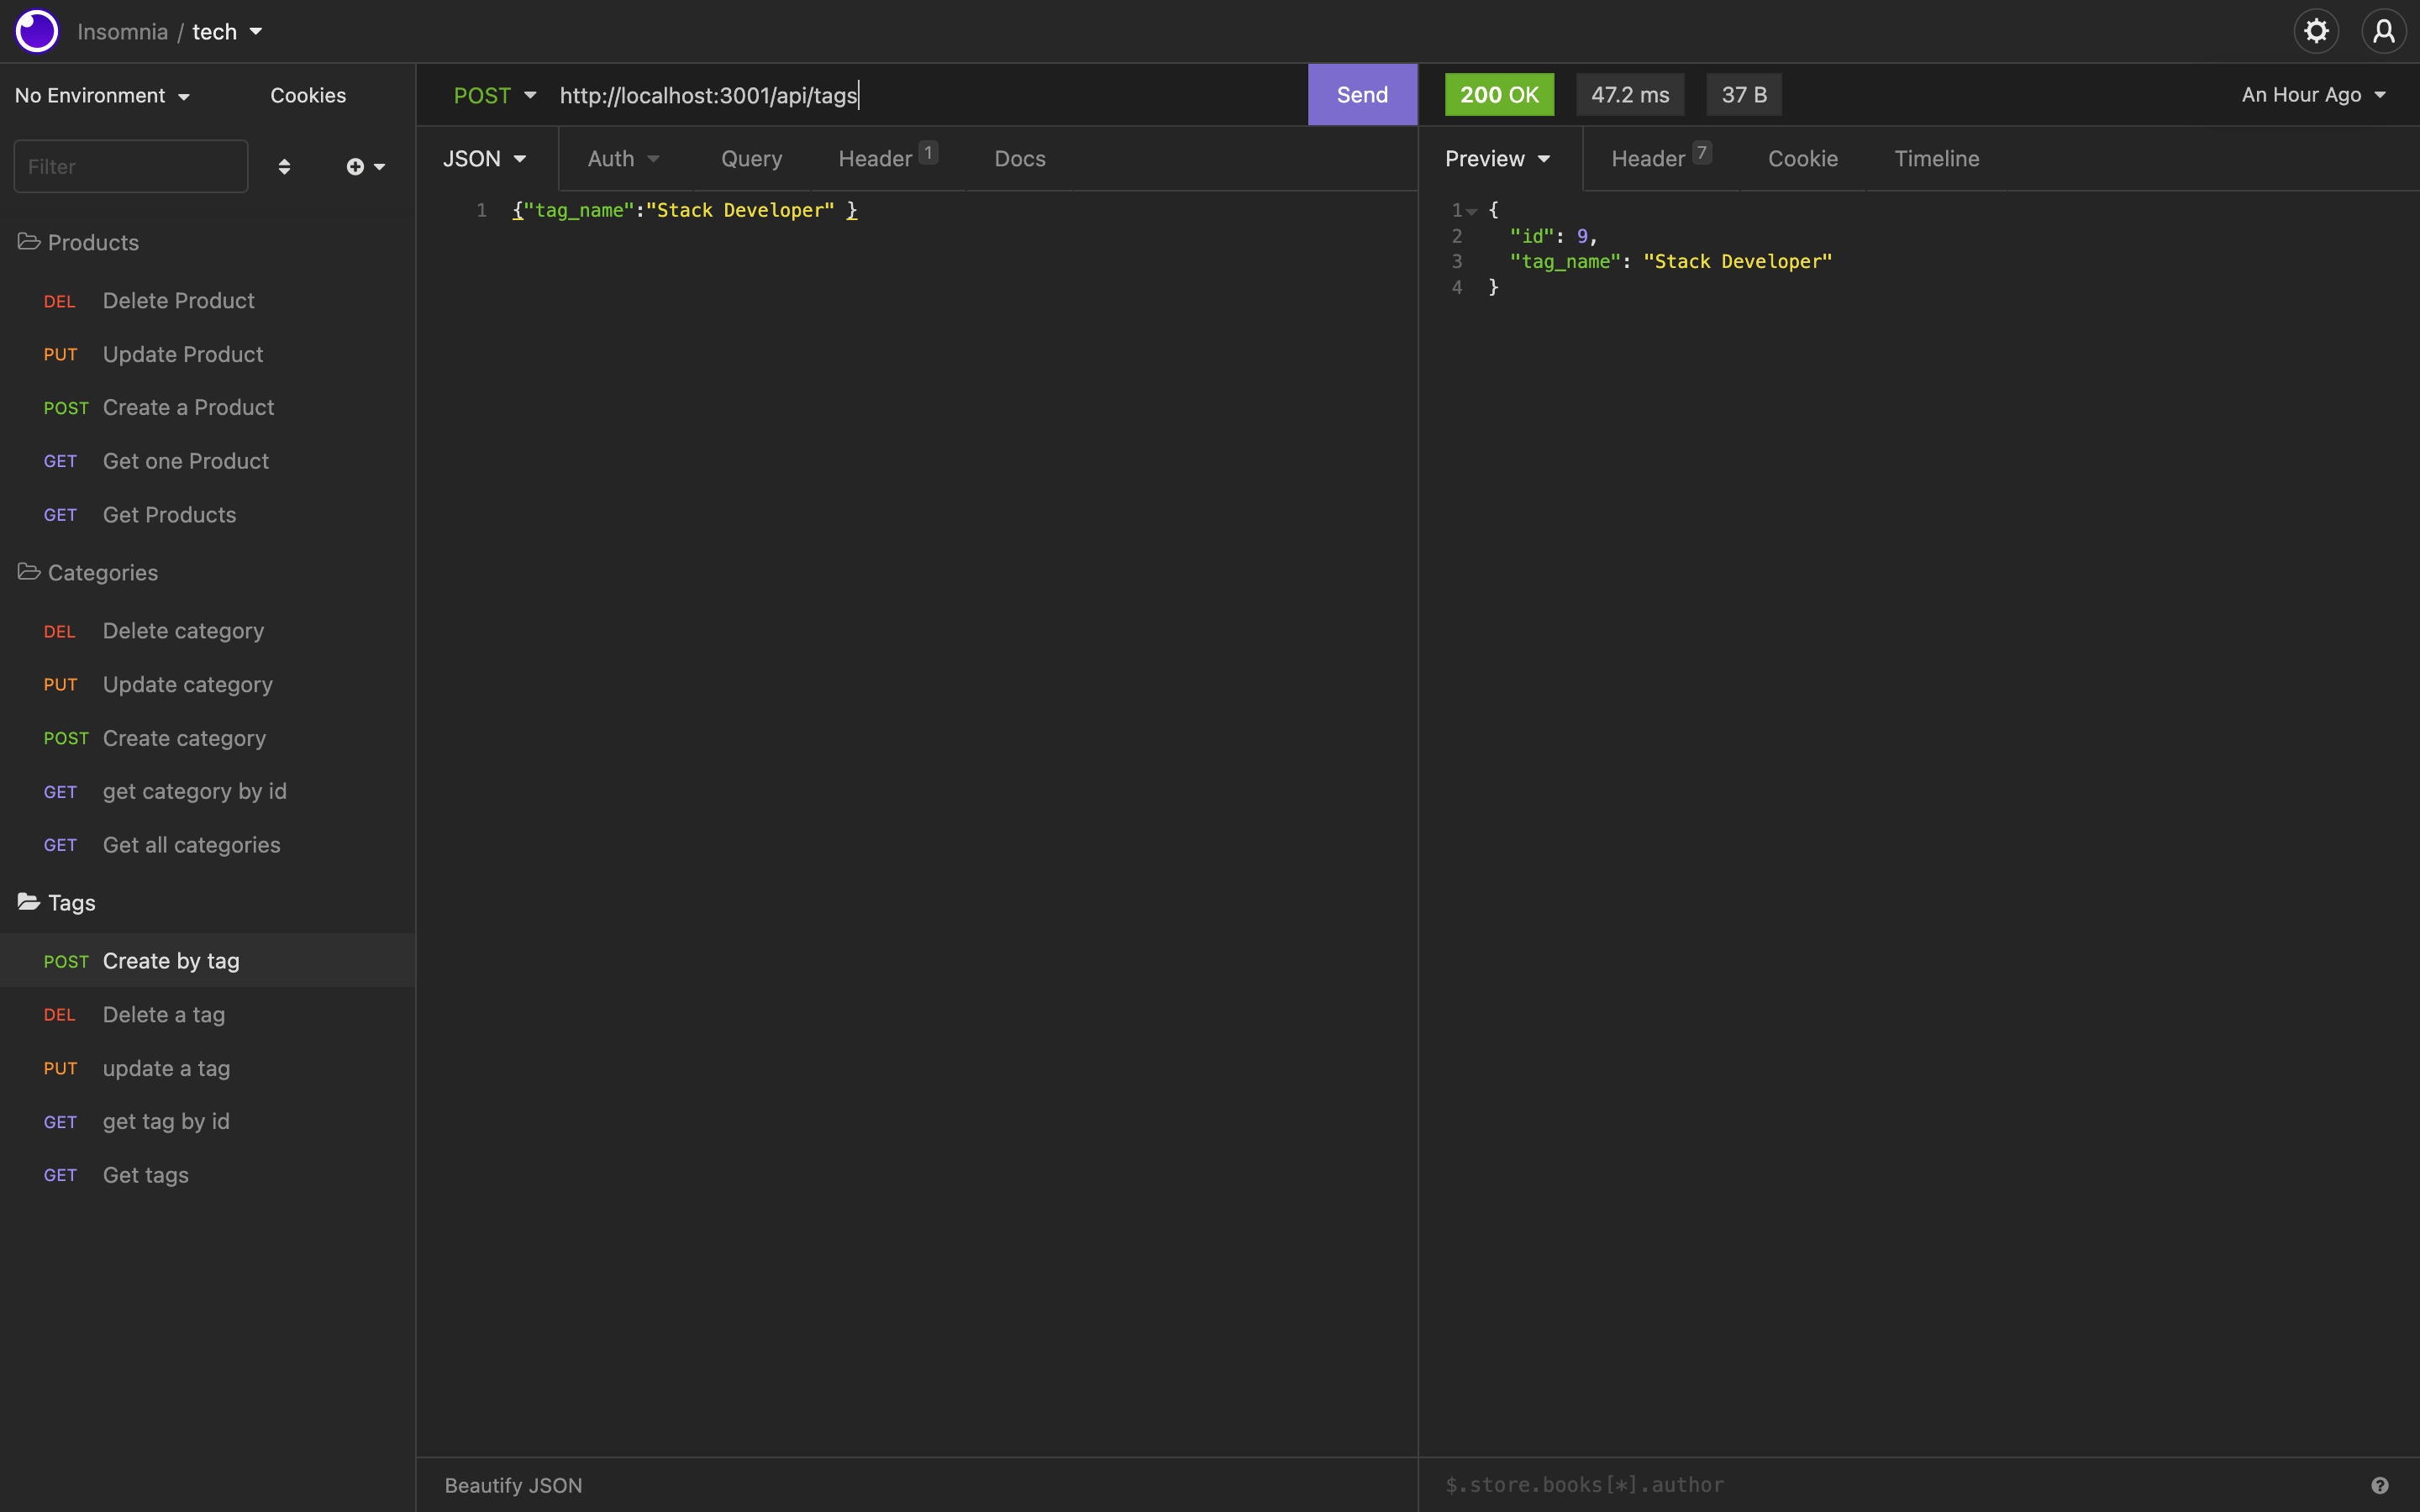 Insomnia / tech
No Environment
Cookies
Filter
Products
DEL Delete Product
PUT Update Product
POST Create a Product
GET Get one Product
GET Get Products
Categories
DEL Delete category
PUT Update category
POST Create category
GET get category by id
GET Get all categories
Tags
POST Create by tag
DEL Delete a tag
PUT update a tag
GET get tag by id
GET Get tags
POST http://localhost:3001/api/tags
Send
JSON Auth Query Header 1 Docs
1 {"tag_name":"Stack Developer" }
Beautify JSON
200 OK 47.2 ms 37 B An Hour Ago
Preview Header 7 Cookie Timeline
1 {
2 "id": 9,
3 "tag_name": "Stack Developer"
4 }
$.store.books[*].author